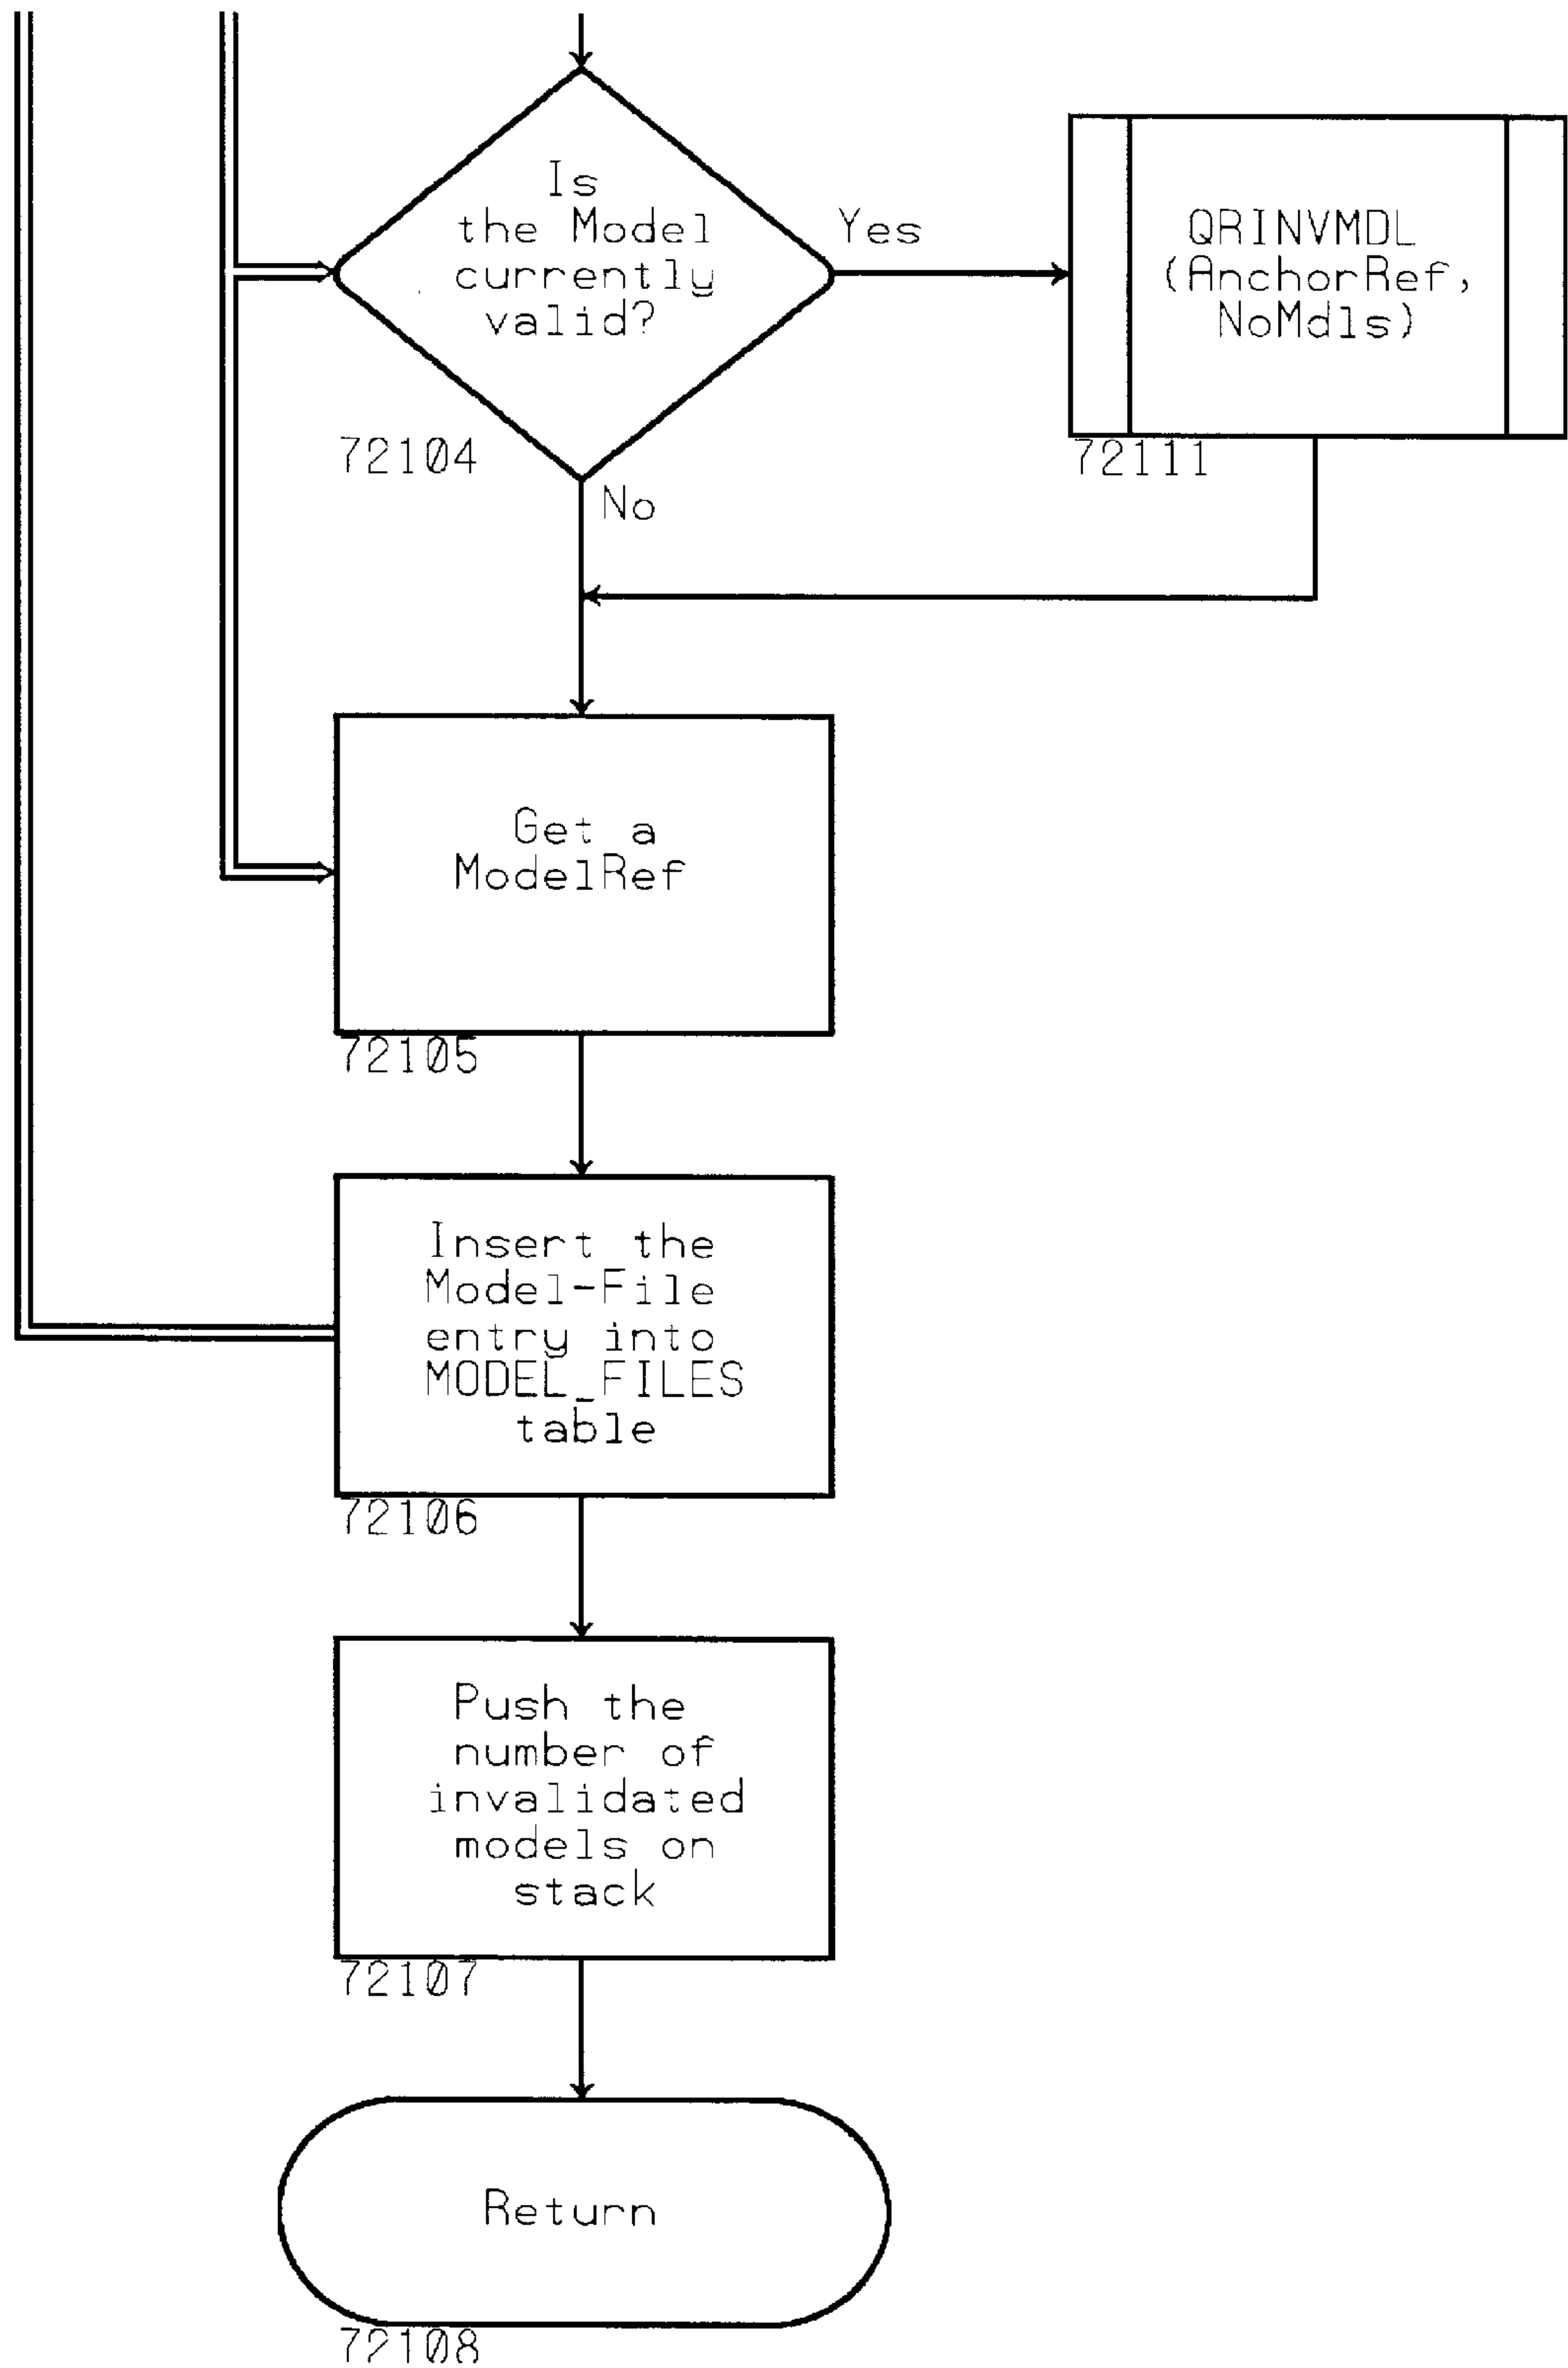 Is
the Model
currently
valid?
Yes
72104
No
QRINVMDL
(AnchorRef,
NoMdls)
72111
Get a
ModelRef
72105
Insert the
Model-File
entry into
MODEL_FILES
table
72106
Push the
number of
invalidated
models on
stack
72107
Return
72108